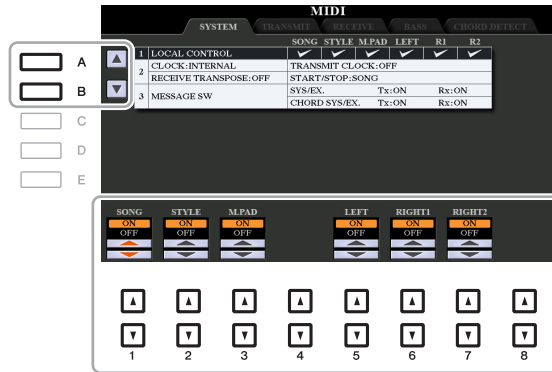 MIDI
SYSTEM TRANSMIT RECEIVE BASS CHORD DETECT
SONG STYLE M.PAD LEFT R1 R2
1 LOCAL CONTROL
2 CLOCK:INTERNAL TRANSMIT CLOCK:OFF
RECEIVE TRANSPOSE:OFF START/STOP:SONG
3 MESSAGE SW SYS/EX. Tx:ON Rx:ON
CHORD SYS/EX. Tx:ON Rx:ON
A
B
C
D
E
SONG STYLE M.PAD LEFT RIGHT1 RIGHT2
ON ON ON ON ON ON
OFF OFF OFF OFF OFF OFF
1 2 3 4 5 6 7 8